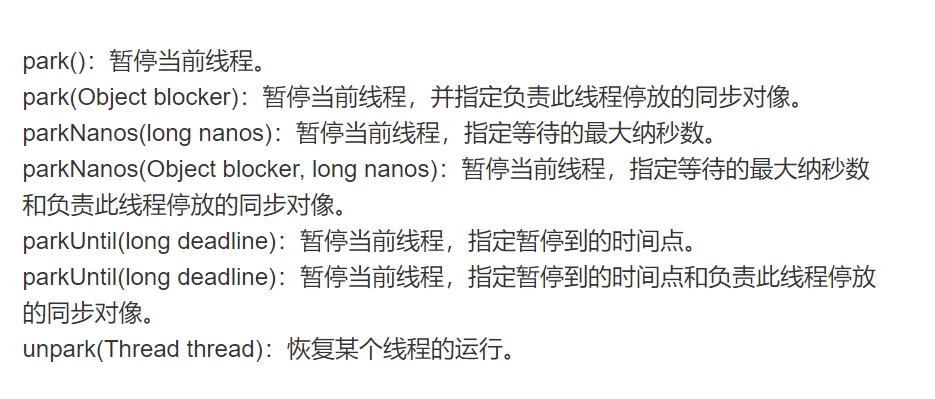 park()：暂停当前线程。
park(Object blocker)：暂停当前线程，并指定负责此线程停放的同步对像。
parkNanos(long nanos)：暂停当前线程，指定等待的最大纳秒数。
parkNanos(Object blocker, long nanos)：暂停当前线程，指定等待的最大纳秒数
和负责此线程停放的同步对像。
parkUntil(long deadline)：暂停当前线程，指定暂停到的时间点。
parkUntil(long deadline)：暂停当前线程，指定暂停到的时间点和负责此线程停放
的同步对像。
unpark(Thread thread)：恢复某个线程的运行。